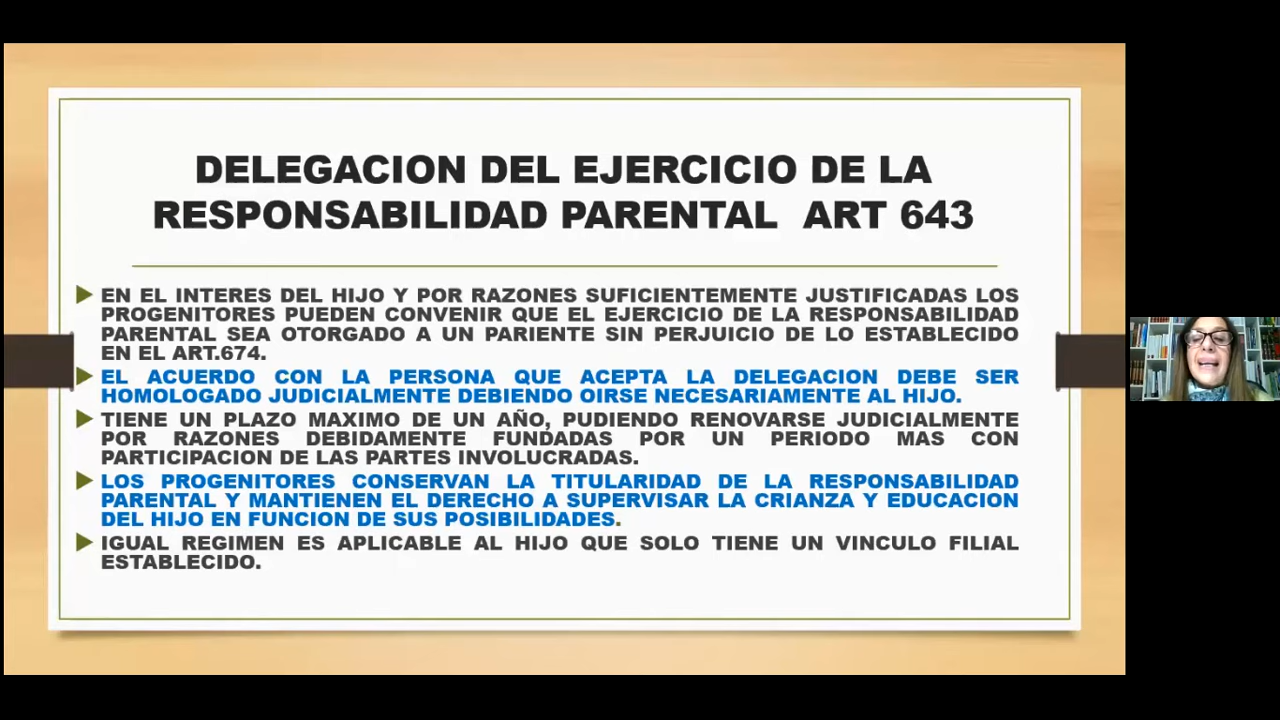 DELEGACION DEL EJERCICIO DE LA
RESPONSABILIDAD PARENTAL ART 643
EN EL INTERES DEL HIJO Y POR RAZONES SUFICIENTEMENTE JUSTIFICADAS LOS
PROGENITORES PUEDEN CONVENIR QUE EL EJERCICIO DE LA RESPONSABILIDAD
PARENTAL SEA OTORGADO A UN PARIENTE SIN PERJUICIO DE LO ESTABLECIDO
EN EL ART.674.
EL ACUERDO CON LA PERSONA QUE ACEPTA LA DELEGACION DEBE SER
HOMOLOGADO JUDICIALMENTE DEBIENDO OIRSE NECESARIAMENTE AL HIJO.
TIENE UN PLAZO MAXIMO DE UN AÑO, PUDIENDO RENOVARSE JUDICIALMENTE
POR RAZONES DEBIDAMENTE FUNDADAS POR UN PERIODO MAS CON
PARTICIPACION DE LAS PARTES INVOLUCRADAS.
LOS PROGENITORES CONSERVAN LA TITULARIDAD DE LA RESPONSABILIDAD
PARENTAL Y MANTIENEN EL DERECHO A SUPERVISAR LA CRIANZA Y EDUCACION
DEL HIJO EN FUNCION DE SUS POSIBILIDADES.
IGUAL REGIMEN ES APLICABLE AL HIJO QUE SOLO TIENE UN VINCULO FILIAL
ESTABLECIDO.